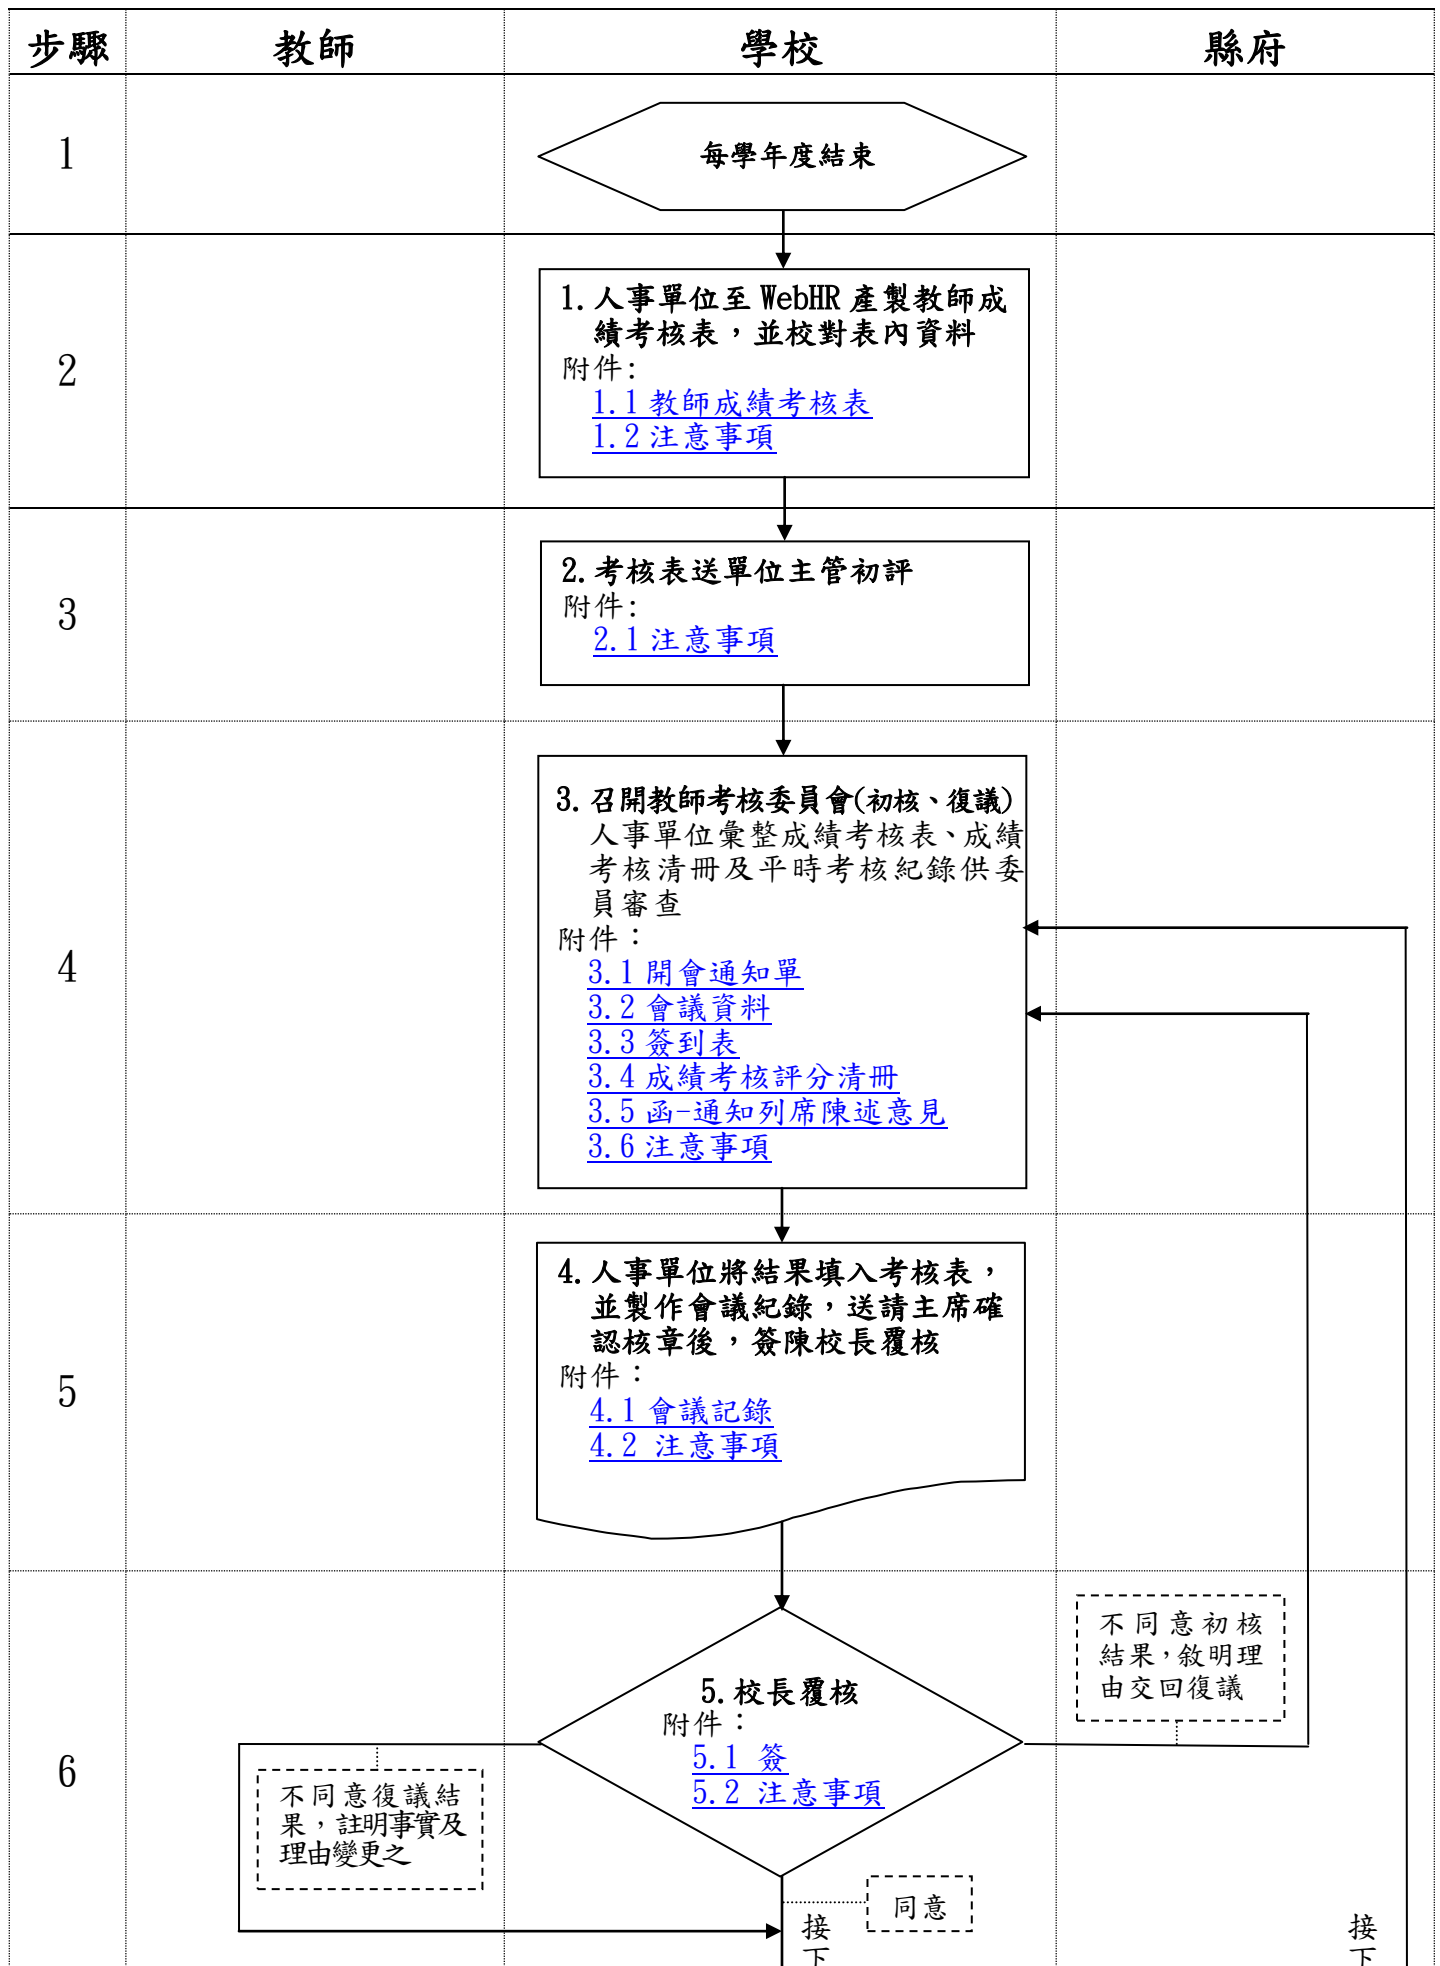 步驟 教師 學校 縣府
1
每學年度結束
2
1.人事單位至 WebHR 產製教師成
績考核表，並校對表內資料
附件:
1.1 教師成績考核表
1.2 注意事項
3
2.考核表送單位主管初評
附件:
2.1 注意事項
4
3.召開教師考核委員會(初核、復議)
人事單位彙整成績考核表、成績
考核清冊及平時考核紀錄供委
員審查
附件：
3.1 開會通知單
3.2 會議資料
3.3 簽到表
3.4 成績考核評分清冊
3.5 函-通知列席陳述意見
3.6 注意事項
5
4.人事單位將結果填入考核表，
並製作會議紀錄，送請主席確
認核章後，簽陳校長覆核
附件：
4.1 會議記錄
4.2 注意事項
6
5.校長覆核
附件：
5.1 簽
5.2 注意事項
不同意初核
結果，敘明理
由交回復議
不同意復議結
果，註明事實及
理由變更之
同意
接
下
接
下